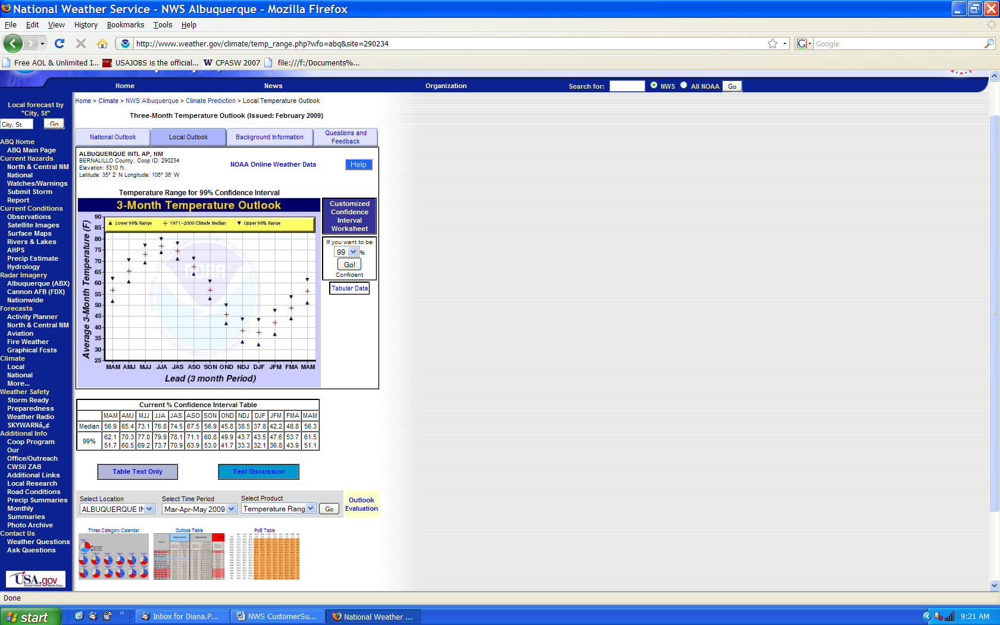 National Weather Service - NWS Albuquerque - Mozilla Firefox
File Edit View History Bookmarks Tools Help
http://www.weather.gov/climate/temp_range.php?wfo=abq&site=290234
Google
Free AOL & Unlimited I... USAJOBS is the official... CPASW 2007 file:///f:/Documents%...
Home News Organization Search for: NWS All NOAA Go
Local forecast by
"City, St"
City, St Go
ABQ Home
ABQ Main Page
Current Hazards
North & Central NM
National
Watches/Warnings
Submit Storm
Report
Current Conditions
Observations
Satellite Images
Surface Maps
Rivers & Lakes
AHPS
Precip Estimate
Hydrology
Radar Imagery
Albuquerque (ABX)
Cannon AFB (FDX)
Nationwide
Forecasts
Activity Planner
North & Central NM
Aviation
Fire Weather
Graphical Fcsts
Climate
Local
National
More...
Weather Safety
Storm Ready
Preparedness
Weather Radio
SKYWARNâ„¢
Additional Info
Coop Program
Our
Office/Outreach
CWSU ZAB
Additional Links
Local Research
Road Conditions
Precip Summaries
Monthly
Summaries
Photo Archive
Contact Us
Weather Questions
Ask Questions
USA.gov
Government Made Easy
Home > Climate > NWS Albuquerque > Climate Prediction > Local Temperature Outlook
Three-Month Temperature Outlook (Issued: February 2009)
National Outlook Local Outlook Background Information Questions and
Feedback
ALBUQUERQUE INTL AP, NM
BERNALILLO County, Coop ID: 290234
Elevation: 5310 ft.
Latitude: 35° 2' N Longitude: 106° 36' W
NOAA Online Weather Data
Help
Temperature Range for 99% Confidence Interval
3-Month Temperature Outlook
Lower 99% Range 1971-2000 Climate Median Upper 99% Range
Average 3-Month Temperature (F)
90
85
80
75
70
65
60
55
50
45
40
35
30
25
NOAA
MAM AMJ MJJ JJA JAS ASO SON OND NDJ DJF JFM FMA MAM
Lead (3 month Period)
Customized
Confidence
Interval
Worksheet
If you want to be
99 %
Go!
Confident
Tabular Data
Current % Confidence Interval Table
MAM AMJ MJJ JJA JAS ASO SON OND NDJ DJF JFM FMA MAM
Median 56.9 65.4 73.1 76.8 74.5 67.5 56.9 45.8 38.5 37.8 42.2 48.8 56.3
99% 62.1 70.3 77.0 79.9 78.1 71.1 60.8 49.9 43.7 43.5 47.6 53.7 61.5
51.7 60.5 69.2 73.7 70.9 63.9 53.0 41.7 33.3 32.1 36.8 43.9 51.1
Table Text Only Text Discussion
Select Location Select Time Period Select Product
ALBUQUERQUE IN Mar-Apr-May 2009 Temperature Rang Go
Outlook
Evaluation
Three Category Calendar Outlook Table PoE Table
Done
start Inbox for Diana.P... NWS CustomerSu... National Weather ... 9:21 AM